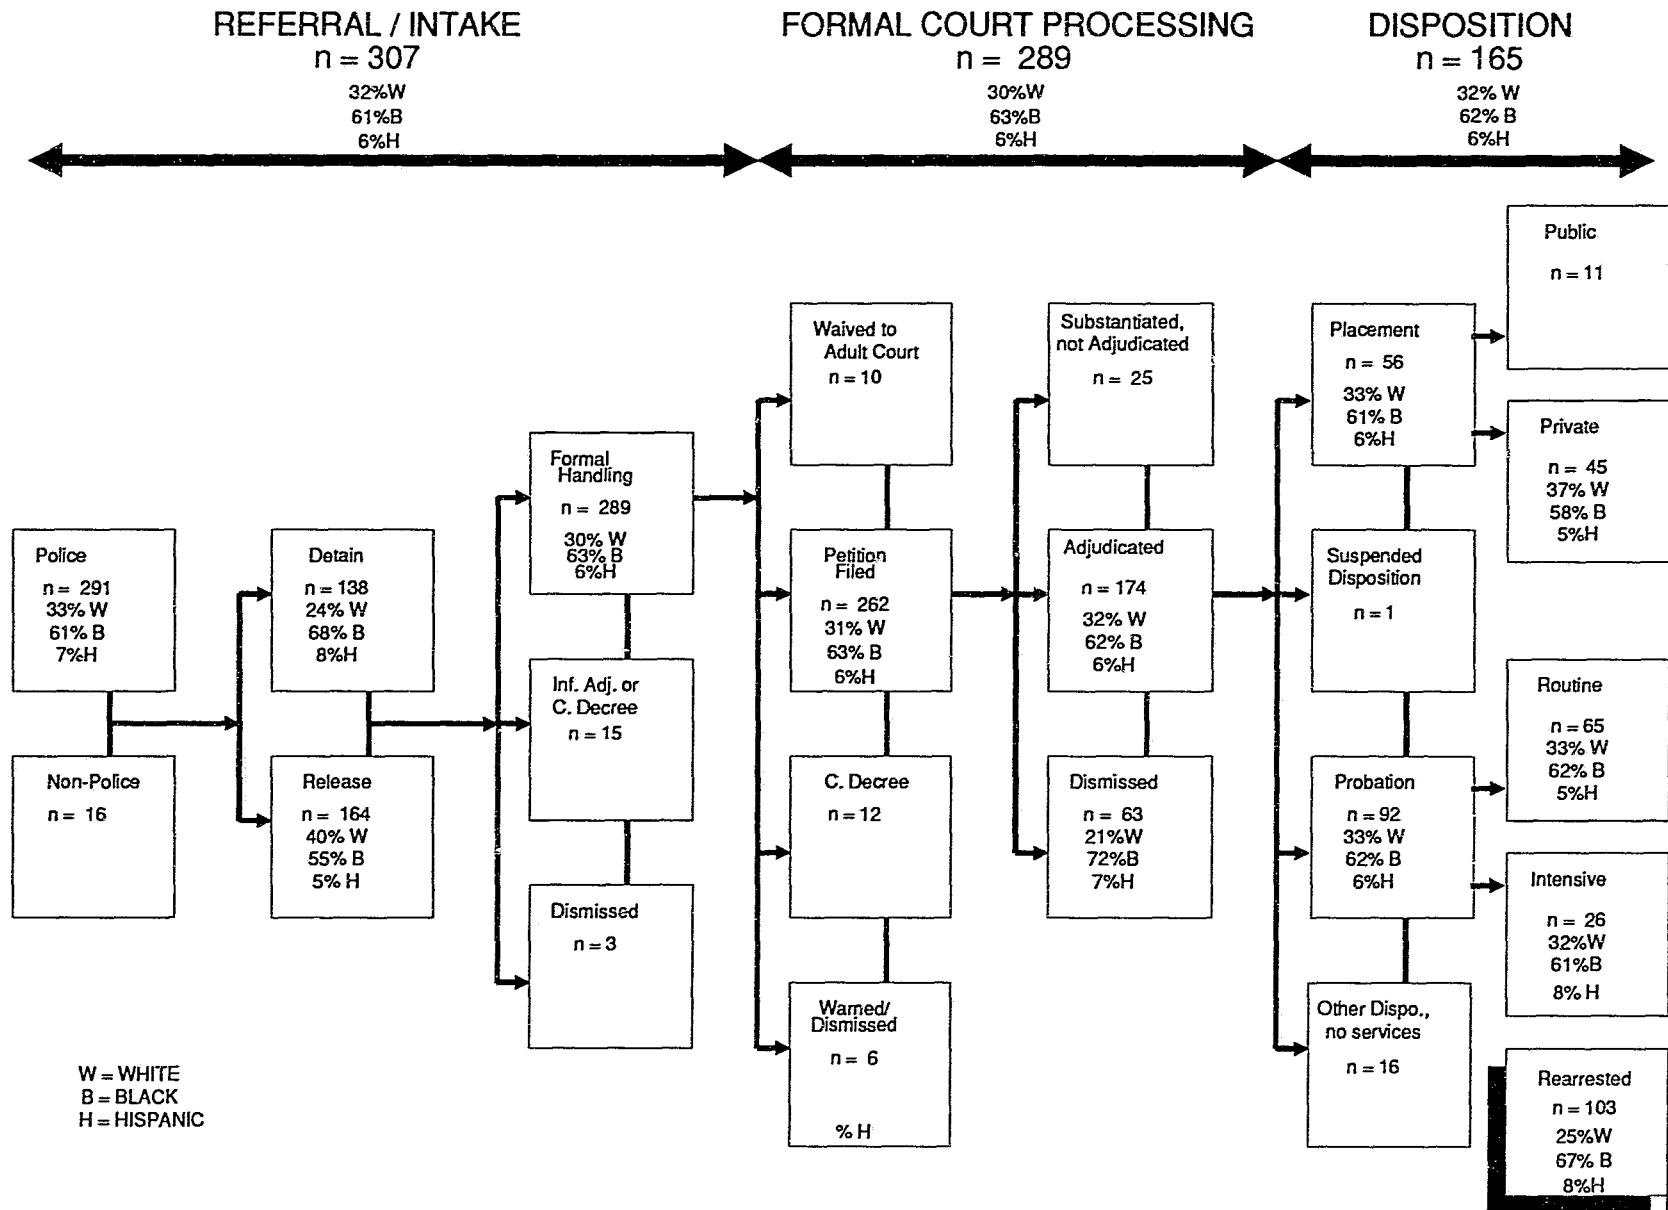 REFERRAL / INTAKE
n = 307
32%W
61%B
6%H
FORMAL COURT PROCESSING
n = 289
30%W
63%B
6%H
DISPOSITION
n = 165
32% W
62% B
6%H
Police
n = 291
33% W
61% B
7%H
Non-Police
n = 16
Detain
n = 138
24% W
68% B
8%H
Release
n = 164
40% W
55% B
5% H
Formal
Handling
n = 289
30% W
63% B
6%H
Inf. Adj. or
C. Decree
n = 15
Dismissed
n = 3
Waived to
Adult Court
n = 10
Petition
Filed
n = 262
31% W
63% B
6%H
C. Decree
n = 12
Warned/
Dismissed
n = 6
% H
Substantiated,
not Adjudicated
n = 25
Adjudicated
n = 174
32% W
62% B
6%H
Dismissed
n = 63
21%W
72%B
7%H
Placement
n = 56
33% W
61% B
6%H
Suspended
Disposition
n = 1
Probation
n = 92
33% W
62% B
6%H
Other Dispo.,
no services
n = 16
Public
n = 11
Private
n = 45
37% W
58% B
5%H
Routine
n = 65
33% W
62% B
5%H
Intensive
n = 26
32%W
61%B
8% H
Rearrested
n = 103
25%W
67% B
8%H
W = WHITE
B = BLACK
H = HISPANIC